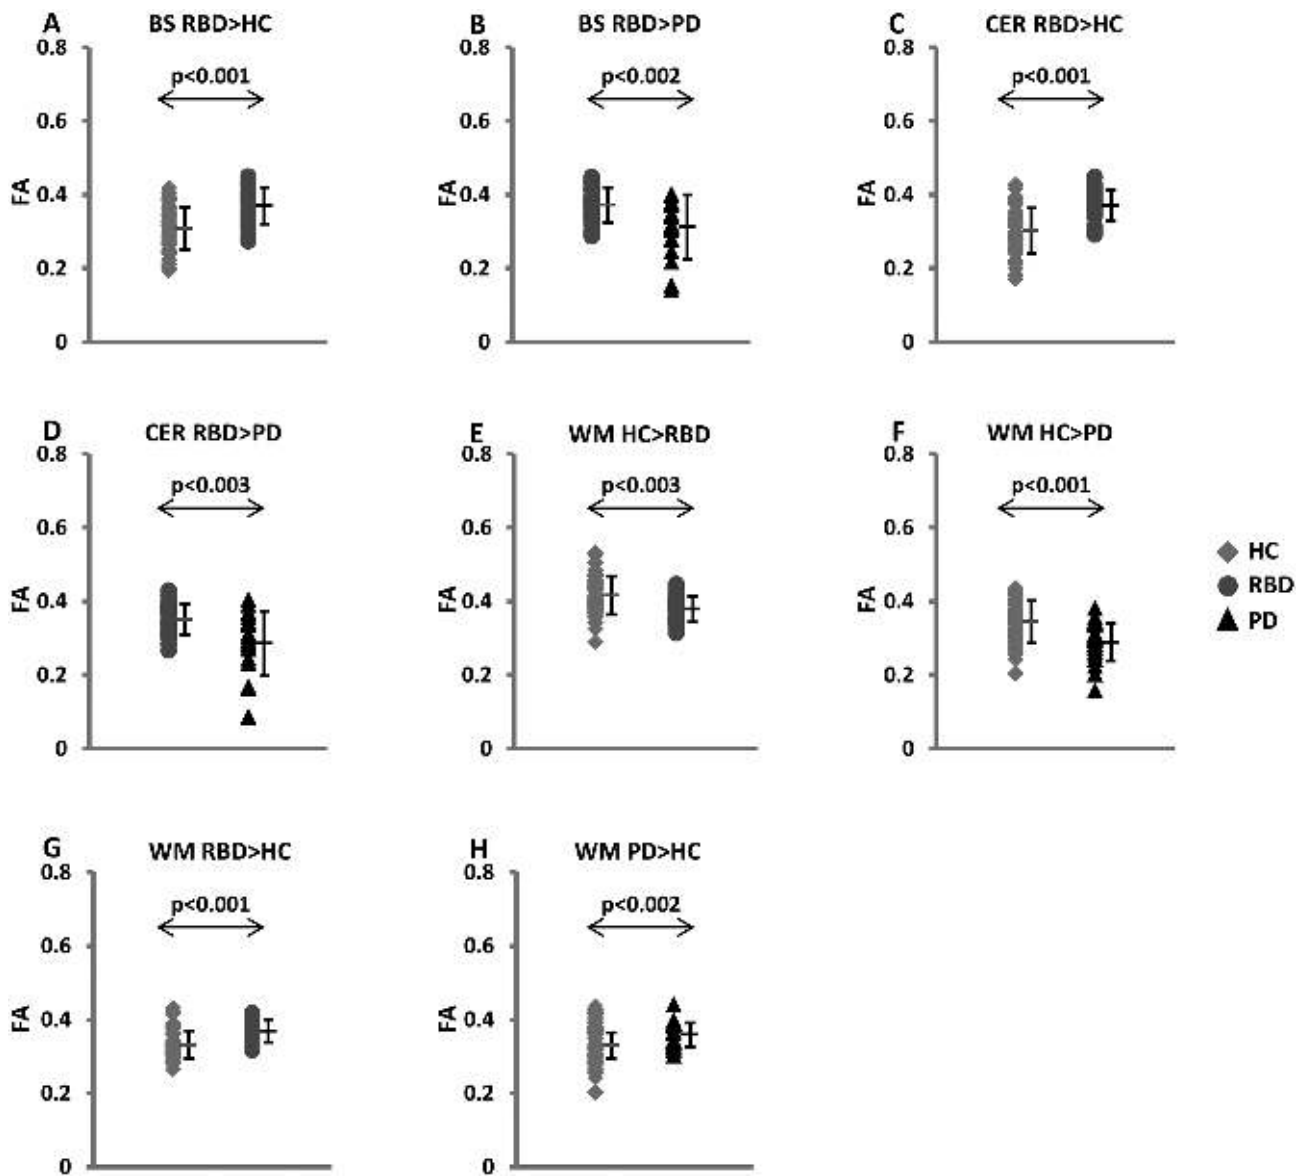 A BS RBD>HC
0.8
p<0.001
0.6
FA
0.4
0.2
0
B BS RBD>PD
0.8
p<0.002
0.6
FA
0.4
0.2
0
C CER RBD>HC
0.8
p<0.001
0.6
FA
0.4
0.2
0
D CER RBD>PD
0.8
p<0.003
0.6
FA
0.4
0.2
0
E WM HC>RBD
0.8
p<0.003
0.6
FA
0.4
0.2
0
F WM HC>PD
0.8
p<0.001
0.6
FA
0.4
0.2
0
HC
RBD
PD
G WM RBD>HC
0.8
p<0.001
0.6
FA
0.4
0.2
0
H WM PD>HC
0.8
p<0.002
0.6
FA
0.4
0.2
0